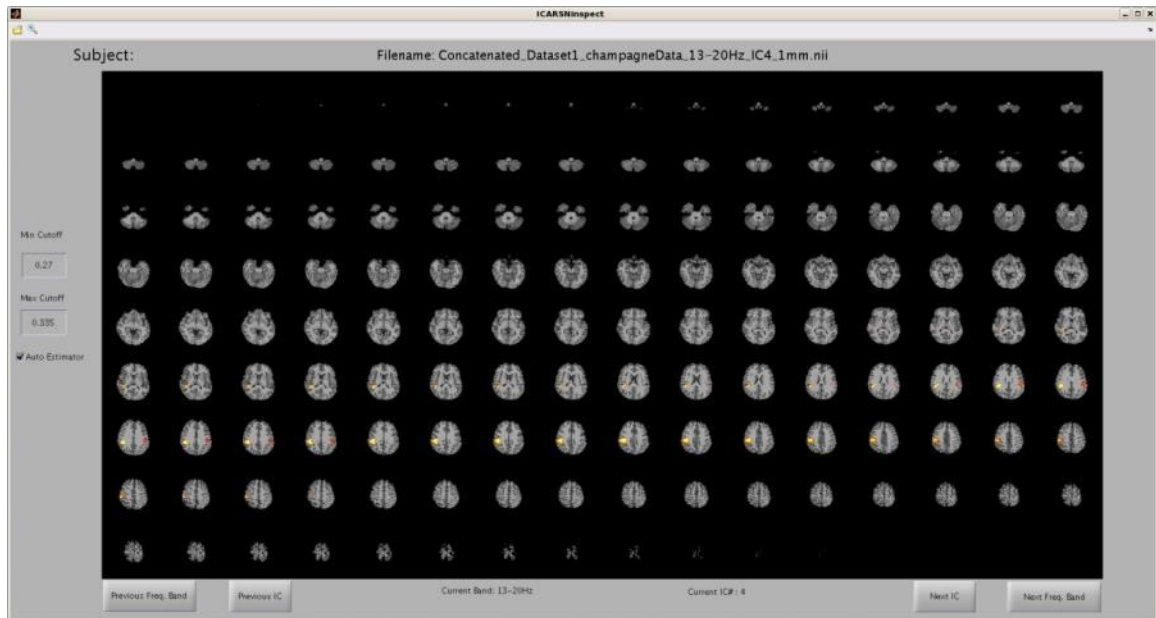 ICARSNinspect
Subject:
Filename: Concatenated_Dataset1_champagneData_13-20Hz_IC4_1mm.nii
Min Cutoff
0.27
Max Cutoff
0.335
Auto Estimator
Previous Freq. Band
Previous IC
Current Band: 13-20Hz
Current IC# : 4
Next IC
Next Freq. Band